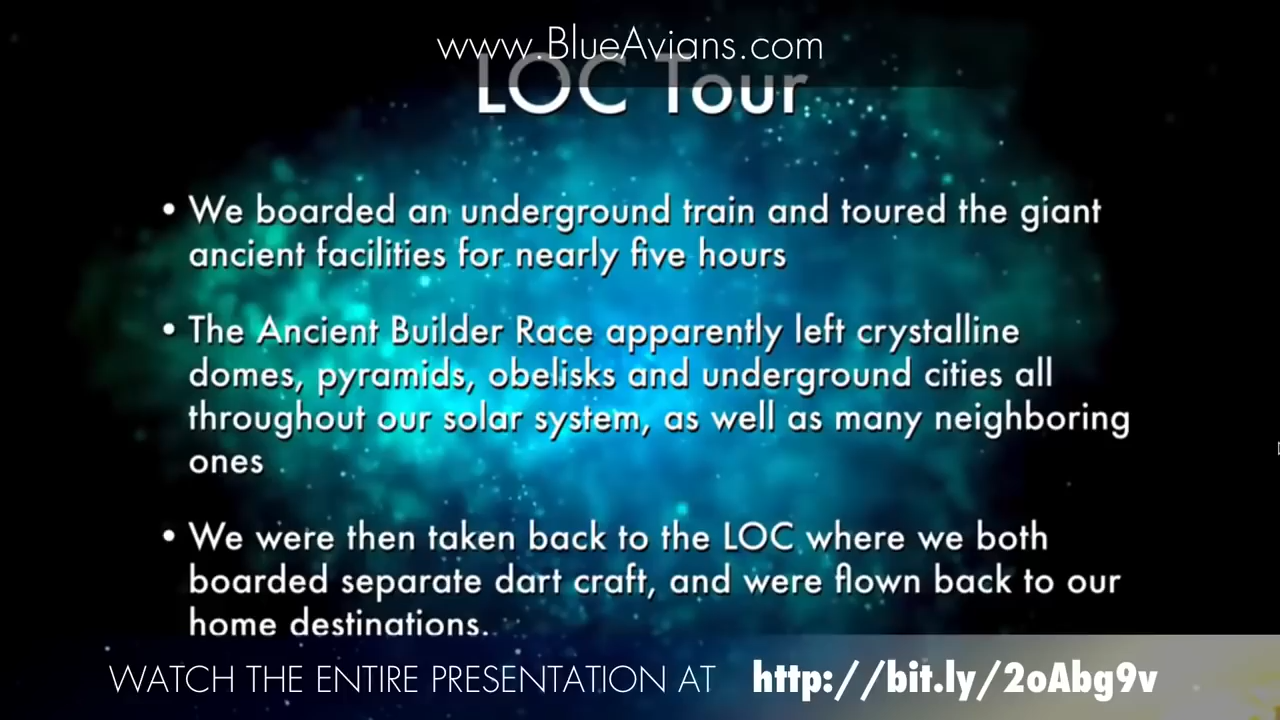 www.BlueAvians.com
LOC Tour
• We boarded an underground train and toured the giant
ancient facilities for nearly five hours
• The Ancient Builder Race apparently left crystalline
domes, pyramids, obelisks and underground cities all
throughout our solar system, as well as many neighboring
ones
• We were then taken back to the LOC where we both
boarded separate dart craft, and were flown back to our
home destinations.
WATCH THE ENTIRE PRESENTATION AT http://bit.ly/2oAbg9v